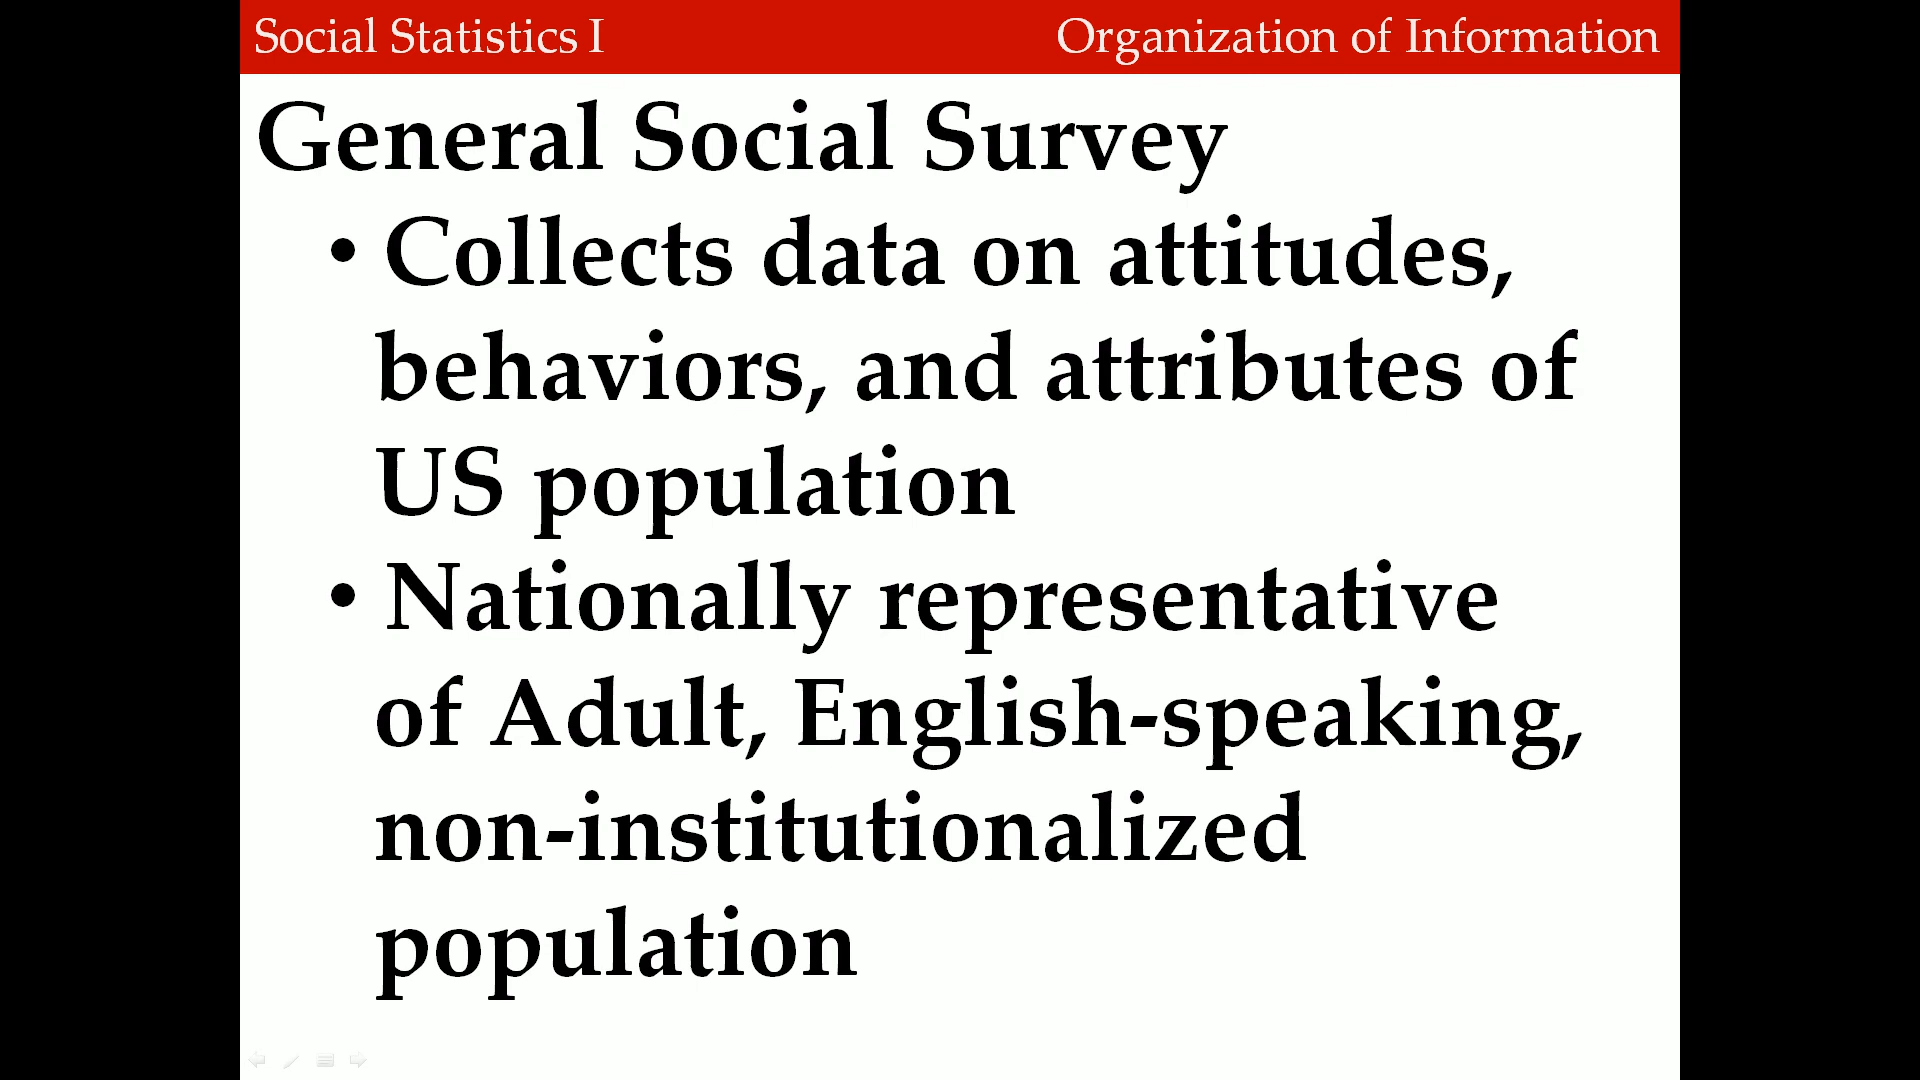 Social Statistics I
Organization of Information
General Social Survey
• Collects data on attitudes,
behaviors, and attributes of
US population
• Nationally representative
of Adult, English-speaking,
non-institutionalized
population